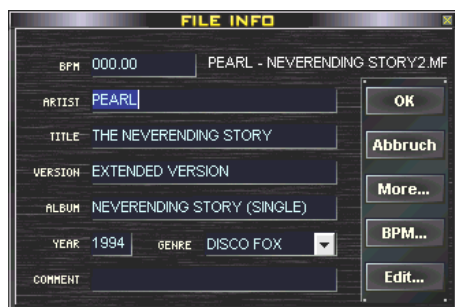 FILE INFO
BPM 000.00 PEARL - NEVERENDING STORY2.MP
ARTIST PEARL OK
TITLE THE NEVERENDING STORY Abbruch
VERSION EXTENDED VERSION
More...
ALBUM NEVERENDING STORY (SINGLE)
YEAR 1994 GENRE DISCO FOX BPM...
COMMENT Edit...